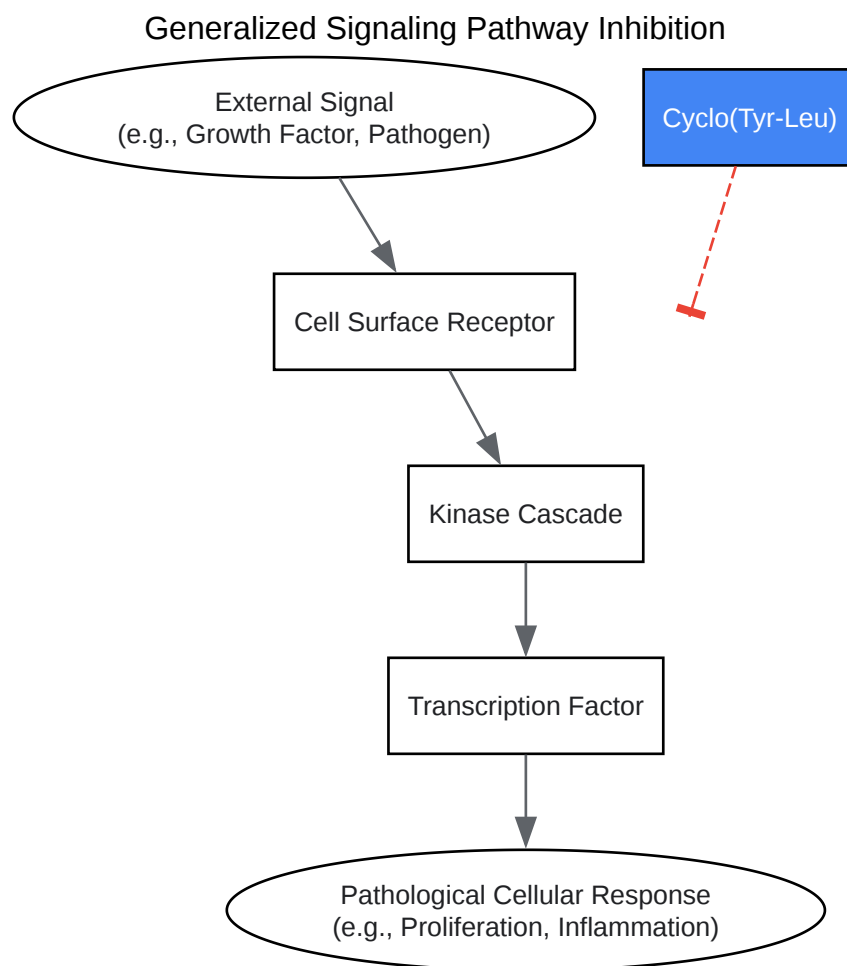 Generalized Signaling Pathway Inhibition
External Signal
(e.g., Growth Factor, Pathogen)
Cyclo(Tyr-Leu)
Cell Surface Receptor
Kinase Cascade
Transcription Factor
Pathological Cellular Response
(e.g., Proliferation, Inflammation)